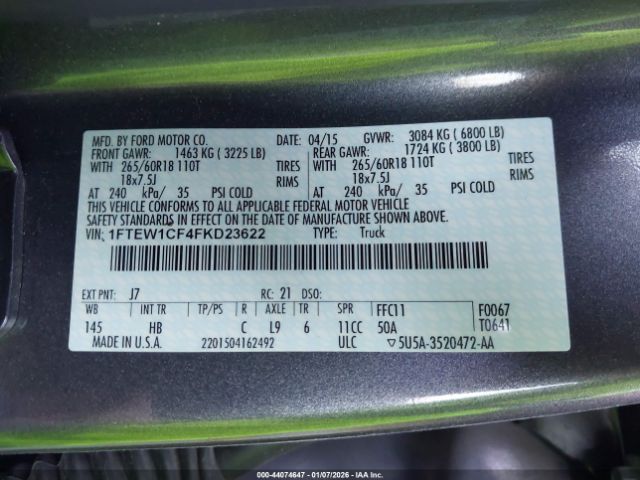 MFD. BY FORD MOTOR CO. DATE: 04/15 GVWR: 3084 KG ( 6800 LB)
FRONT GAWR: 1463 KG ( 3225 LB) REAR GAWR: 1724 KG ( 3800 LB)
WITH 265/60R18 110T TIRES WITH 265/60R18 110T TIRES
18x7.5J RIMS 18x7.5J RIMS
AT 240 kPa/ 35 PSI COLD AT 240 kPa/ 35 PSI COLD
THIS VEHICLE CONFORMS TO ALL APPLICABLE FEDERAL MOTOR VEHICLE
SAFETY STANDARDS IN EFFECT ON THE DATE OF MANUFACTURE SHOWN ABOVE.
VIN: 1FTEW1CF4FKD23622 TYPE: Truck
EXT PNT: J7 RC: 21 DSO:
WB INT TR TP/PS R AXLE TR SPR FFC11 F0067
145 HB C L9 6 11CC 50A T0641
MADE IN U.S.A. 2201504162492 ULC ▽5U5A-3520472-AA
000-44074647 - 01/07/2026 - IAA Inc.